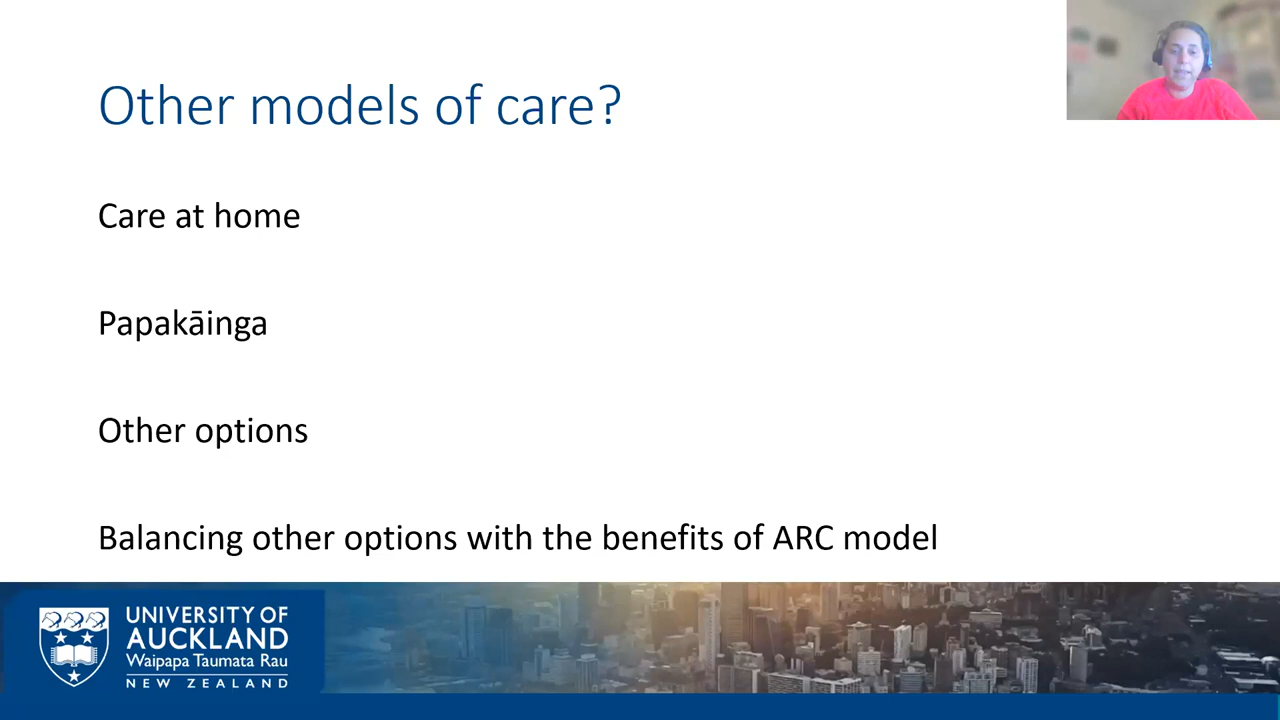 Other models of care?
Care at home
Papakāinga
Other options
Balancing other options with the benefits of ARC model
UNIVERSITY OF
AUCKLAND
Waipapa Taumata Rau
NEW ZEALAND